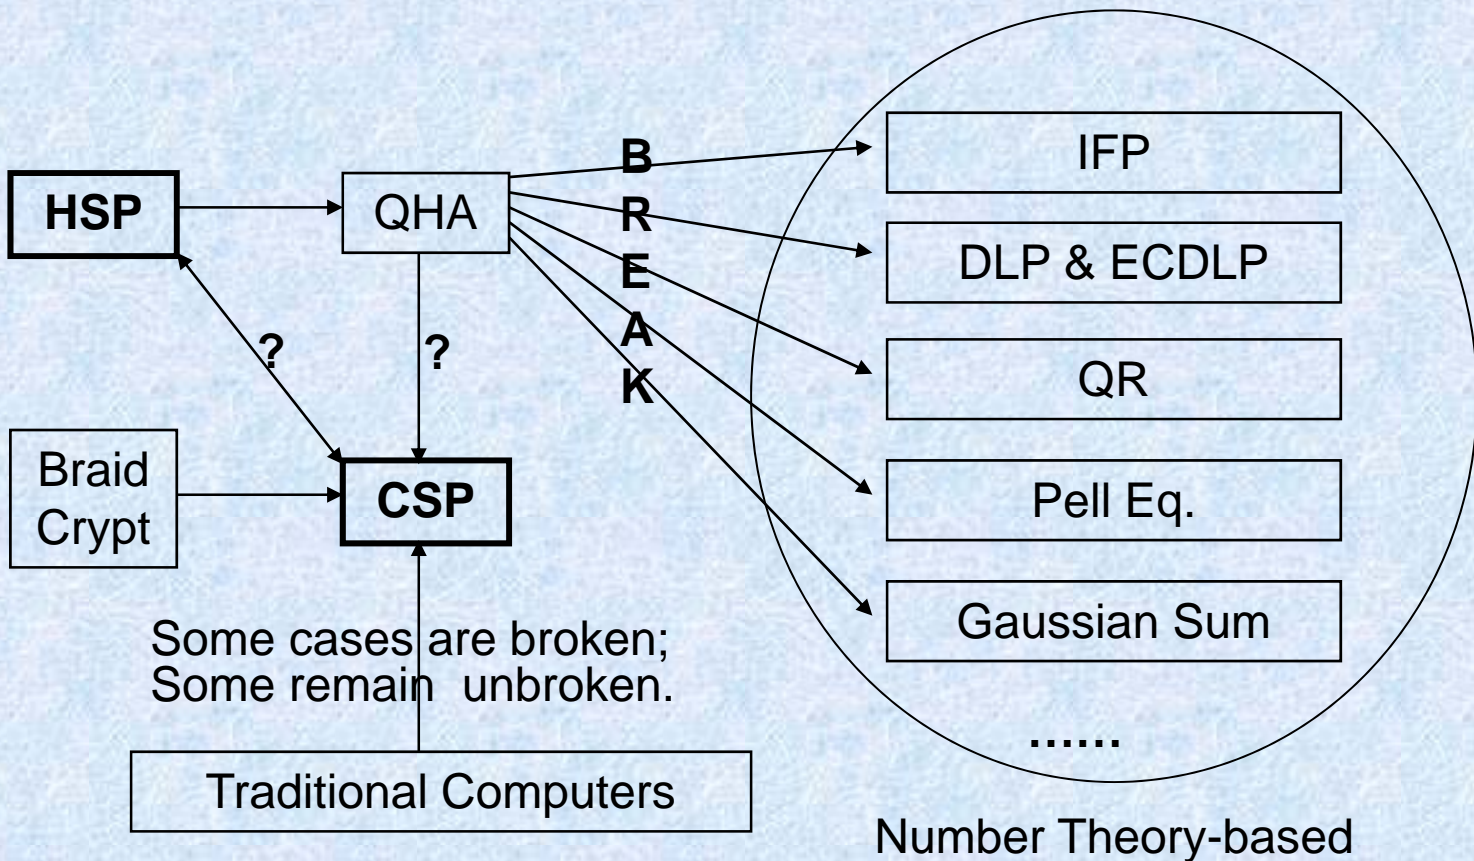 HSP
QHA
B
R
E
A
K
IFP
DLP & ECDLP
QR
Pell Eq.
Gaussian Sum
......
?
?
Braid
Crypt
CSP
Some cases are broken;
Some remain unbroken.
Traditional Computers
Number Theory-based